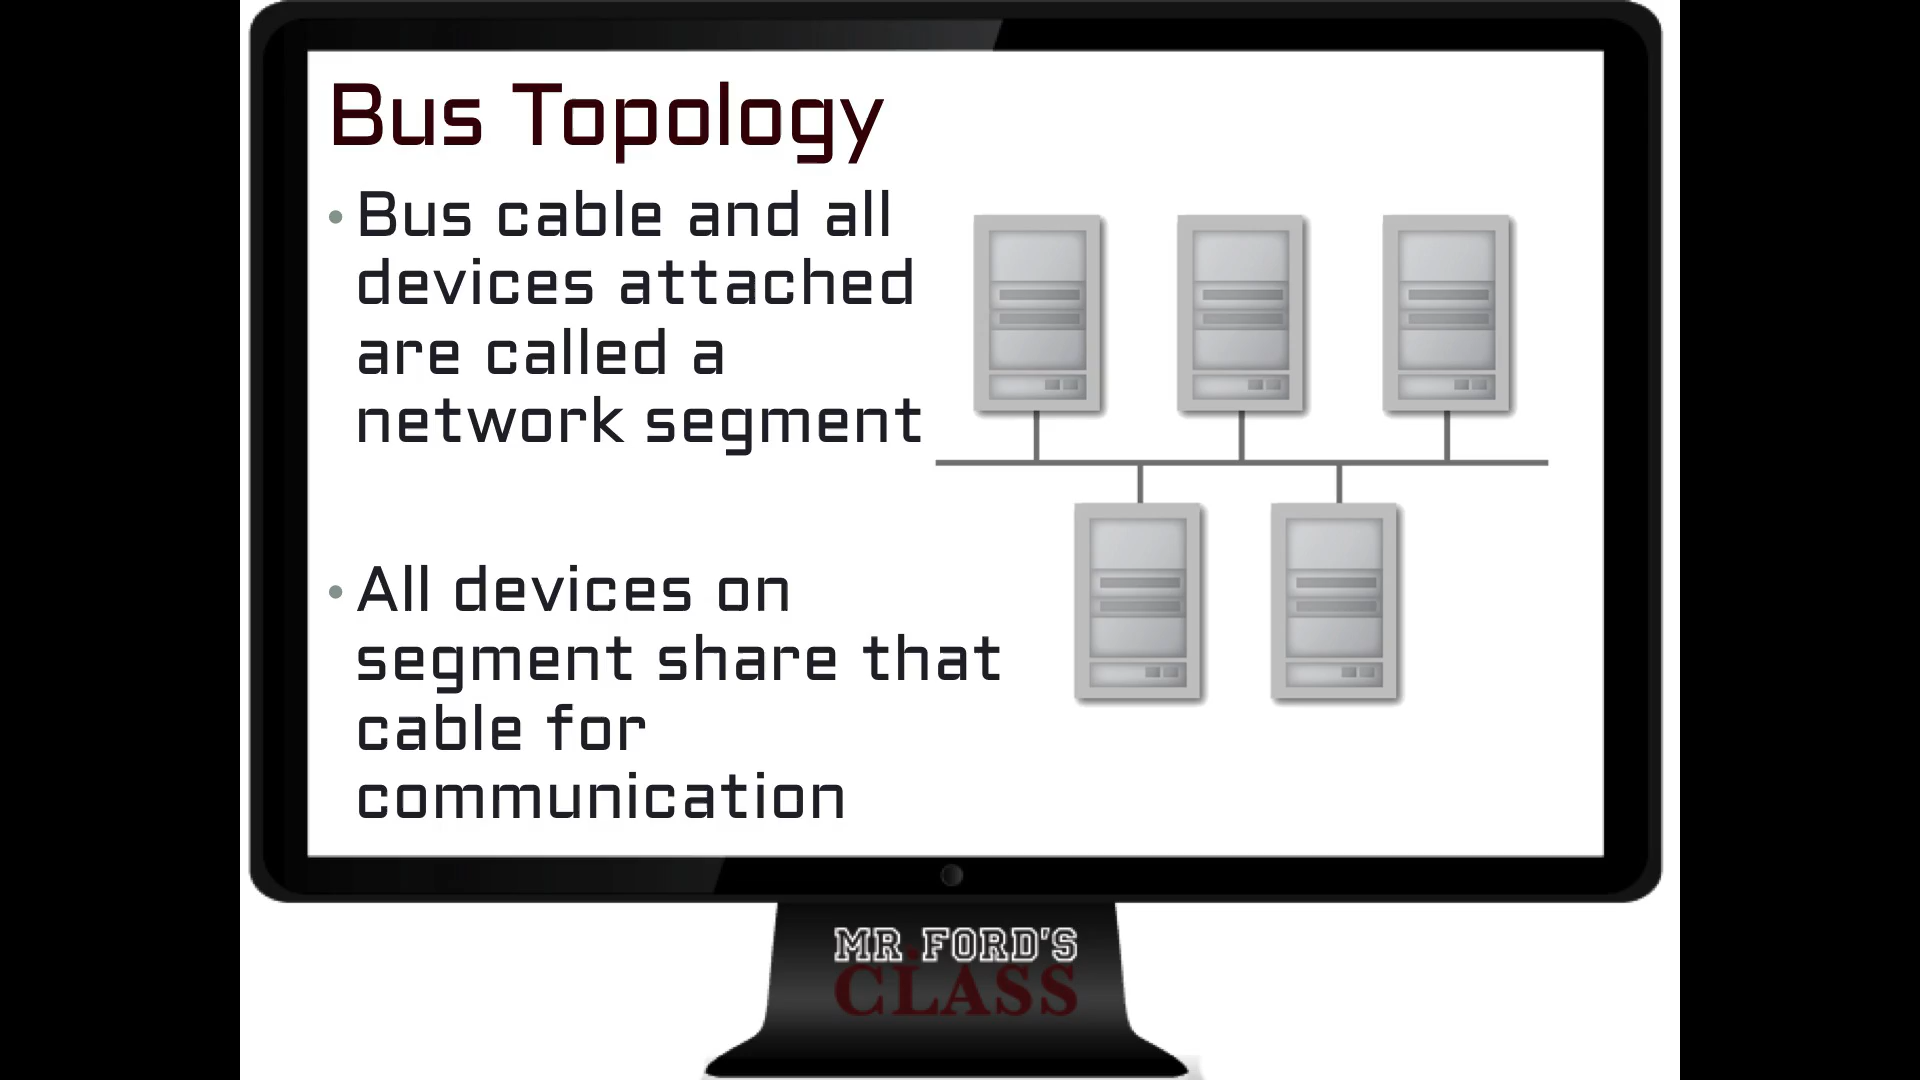 Bus Topology
• Bus cable and all
devices attached
are called a
network segment
• All devices on
segment share that
cable for
communication
MR FORD'S
CLASS